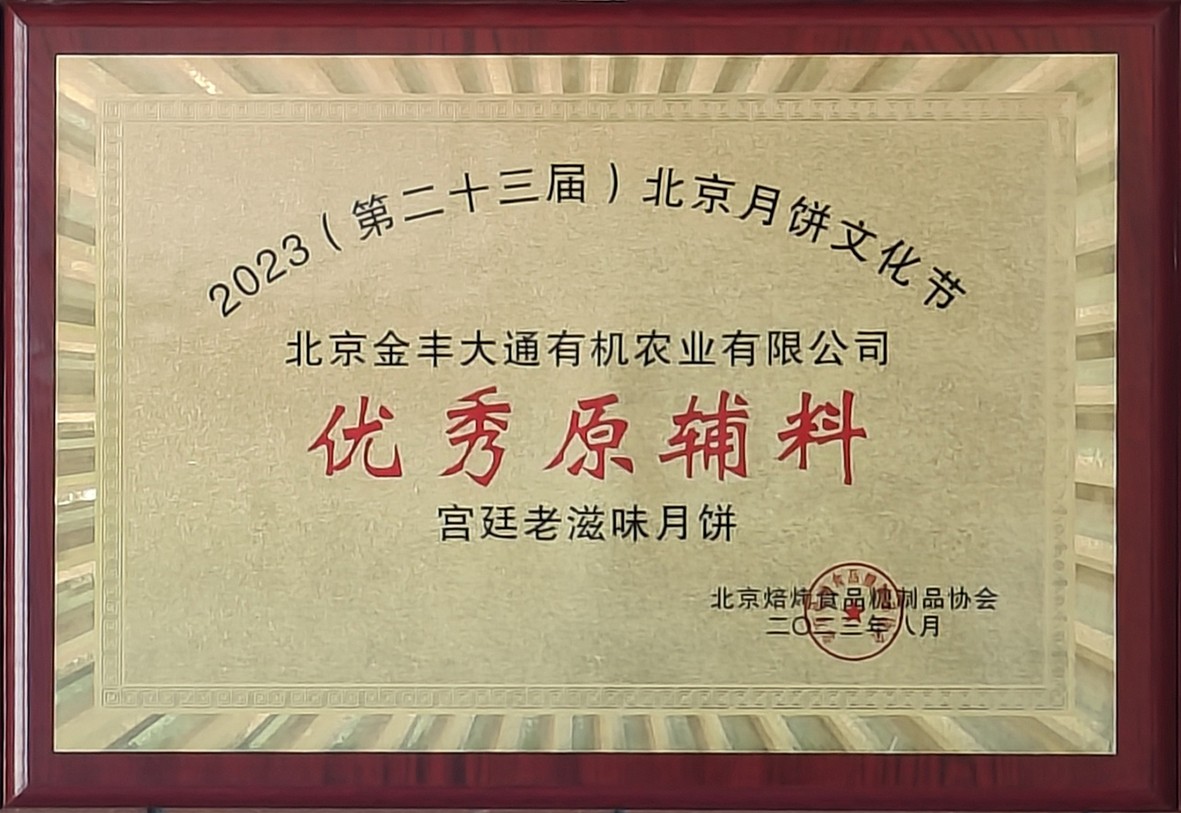 2023（第二十三届）北京月饼文化节
北京金丰大通有机农业有限公司
优秀原辅料
宫廷老滋味月饼
北京焙烤食品糖制品协会
二〇二三年八月